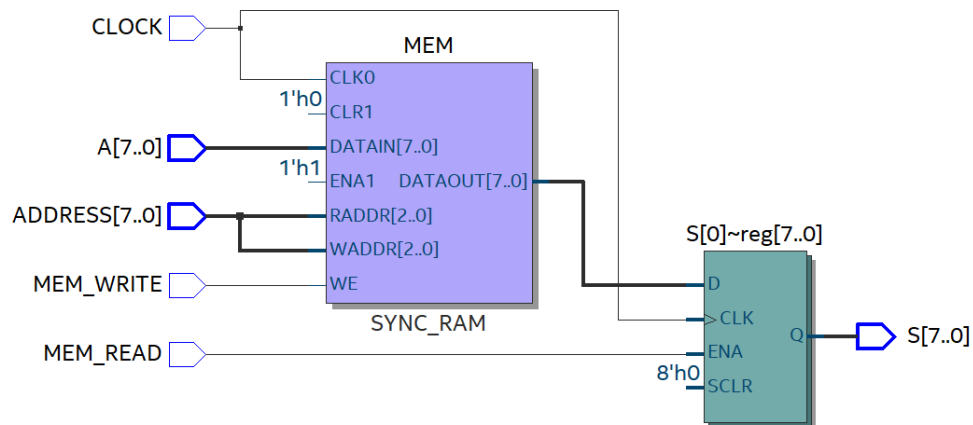 CLOCK
MEM
CLK0
1'h0
CLR1
A[7..0]
DATAIN[7..0]
1'h1
ENA1 DATAOUT[7..0]
ADDRESS[7..0]
RADDR[2..0]
WADDR[2..0]
S[0]~reg[7..0]
MEM_WRITE
WE
D
SYNC_RAM
CLK
Q
S[7..0]
MEM_READ
ENA
8'h0
SCLR